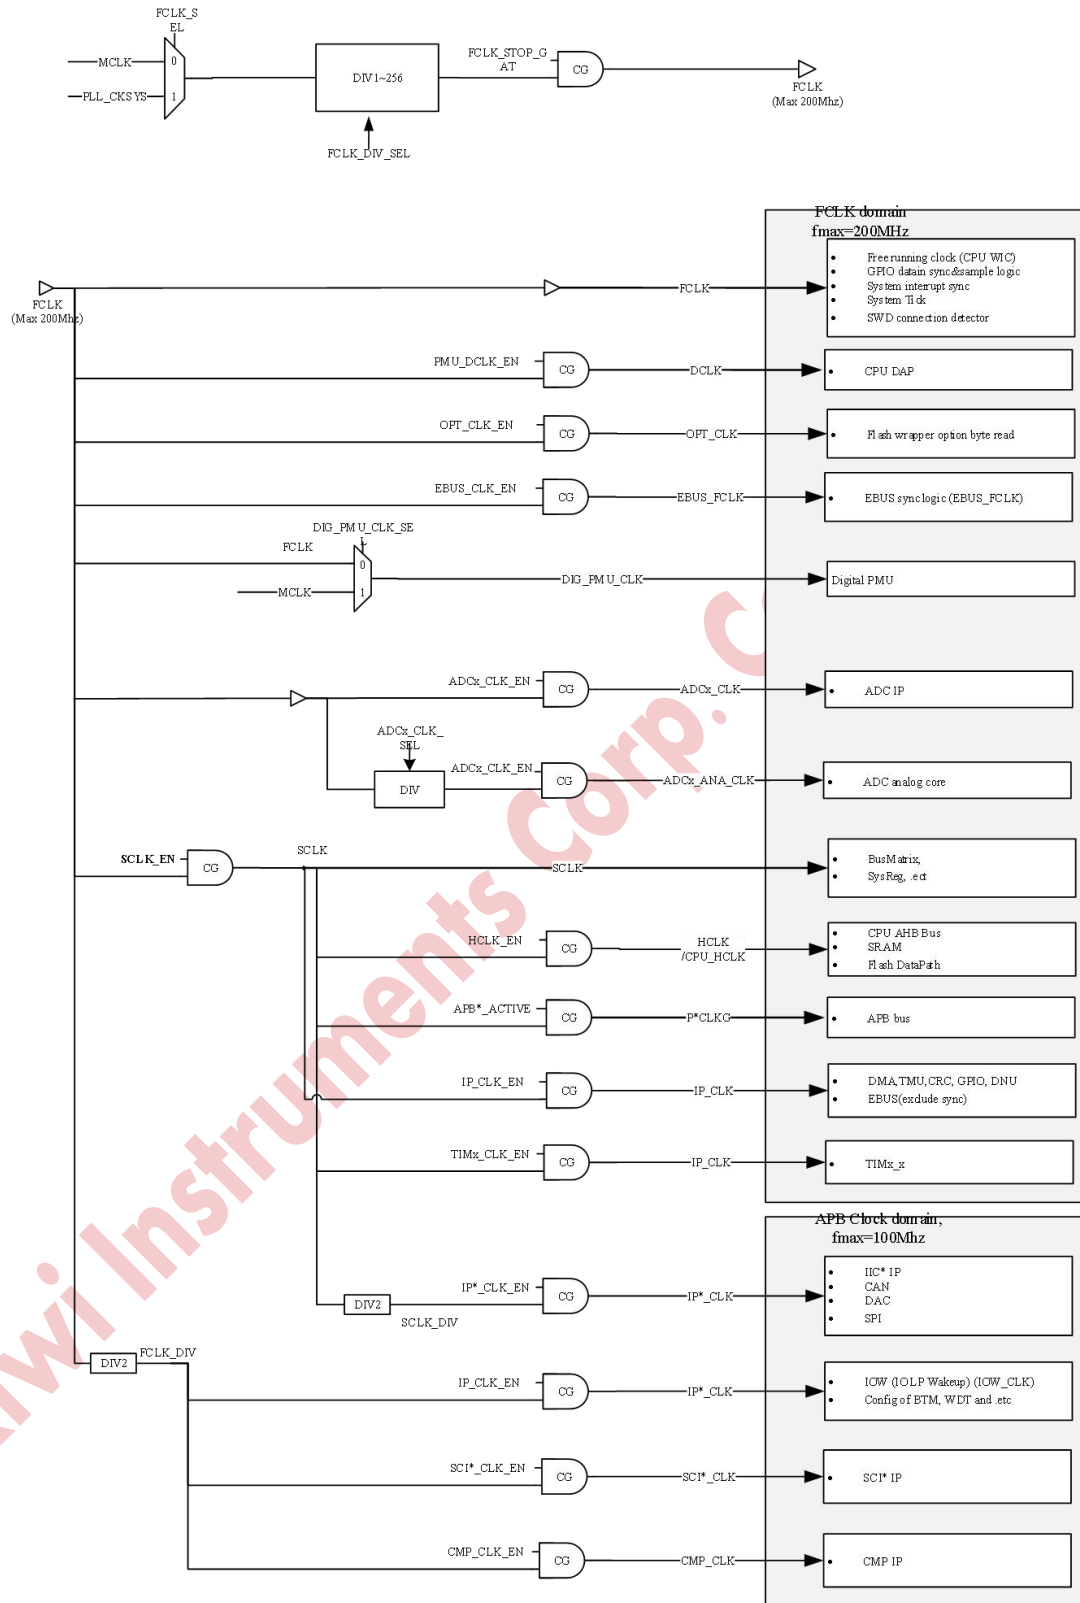 FCLK_S
EL
MCLK
0
PLL_CKSYS
1
DIV1~256
FCLK_DIV_SEL
FCLK_STOP_G
AT
CG
FCLK
(Max 200Mhz)
FCLK domain
fmax=200MHz
FCLK
(Max 200Mhz)
FCLK
Free running clock (CPU WIC)
GPIO datain sync&sample logic
System interrupt sync
System Tick
SWD connection detector
PMU_DCLK_EN
CG
DCLK
CPU DAP
OPT_CLK_EN
CG
OPT_CLK
Flash wrapper option byte read
EBUS_CLK_EN
CG
EBUS_FCLK
EBUS sync logic (EBUS_FCLK)
DIG_PMU_CLK_SE
L
FCLK
0
MCLK
1
DIG_PMU_CLK
Digital PMU
ADCx_CLK_EN
CG
ADCx_CLK
ADC IP
ADCx_CLK_
SEL
DIV
ADCx_CLK_EN
CG
ADCx_ANA_CLK
ADC analog core
SCLK_EN
CG
SCLK
SCLK
BusMatrix,
SysReg, .ect
HCLK_EN
CG
HCLK
/CPU_HCLK
CPU AHB Bus
SRAM
Flash DataPath
APB*_ACTIVE
CG
P*CLKG
APB bus
IP_CLK_EN
CG
IP_CLK
DMA,TMU,CRC, GPIO, DNU
EBUS(exclude sync)
TIMx_CLK_EN
CG
IP_CLK
TIMx_x
APB Clock domain,
fmax=100Mhz
IP*_CLK_EN
DIV2
SCLK_DIV
CG
IP*_CLK
IIC* IP
CAN
DAC
SPI
DIV2
FCLK_DIV
IP_CLK_EN
CG
IP*_CLK
IOW (IO LP Wakeup) (IOW_CLK)
Config of BTM, WDT and .etc
SCI*_CLK_EN
CG
SCI*_CLK
SCI* IP
CMP_CLK_EN
CG
CMP_CLK
CMP IP
iwi Instruments Corp. C